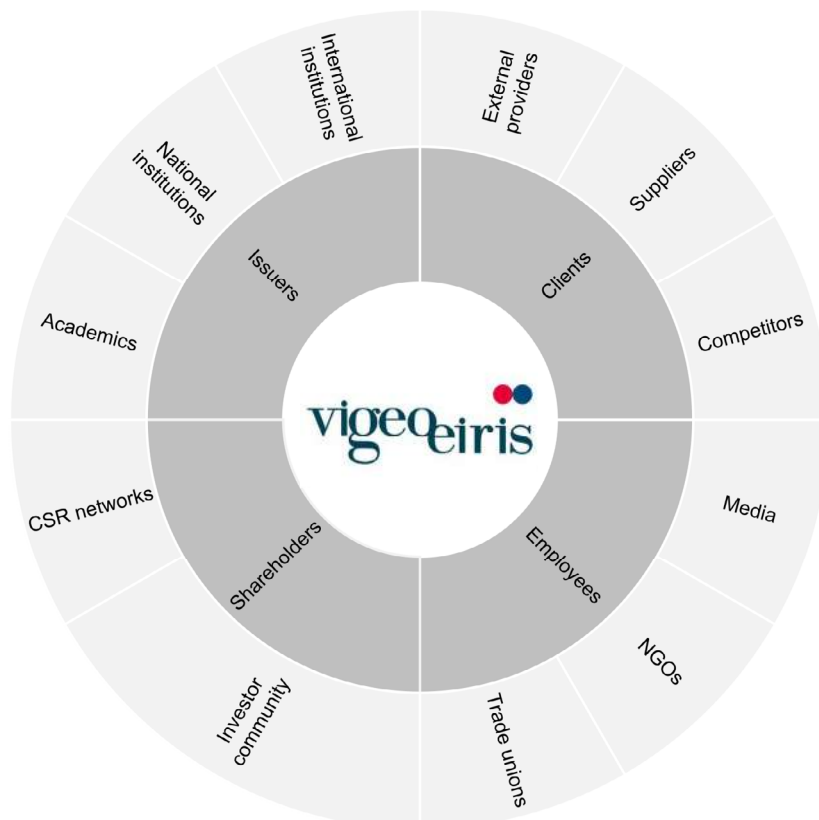 International
institutions
External
providers
National
institutions
Suppliers
Issuers
Clients
Academics
Competitors
vigeoeiris
CSR networks
Media
Shareholders
Employees
NGOs
Investor
community
Trade unions